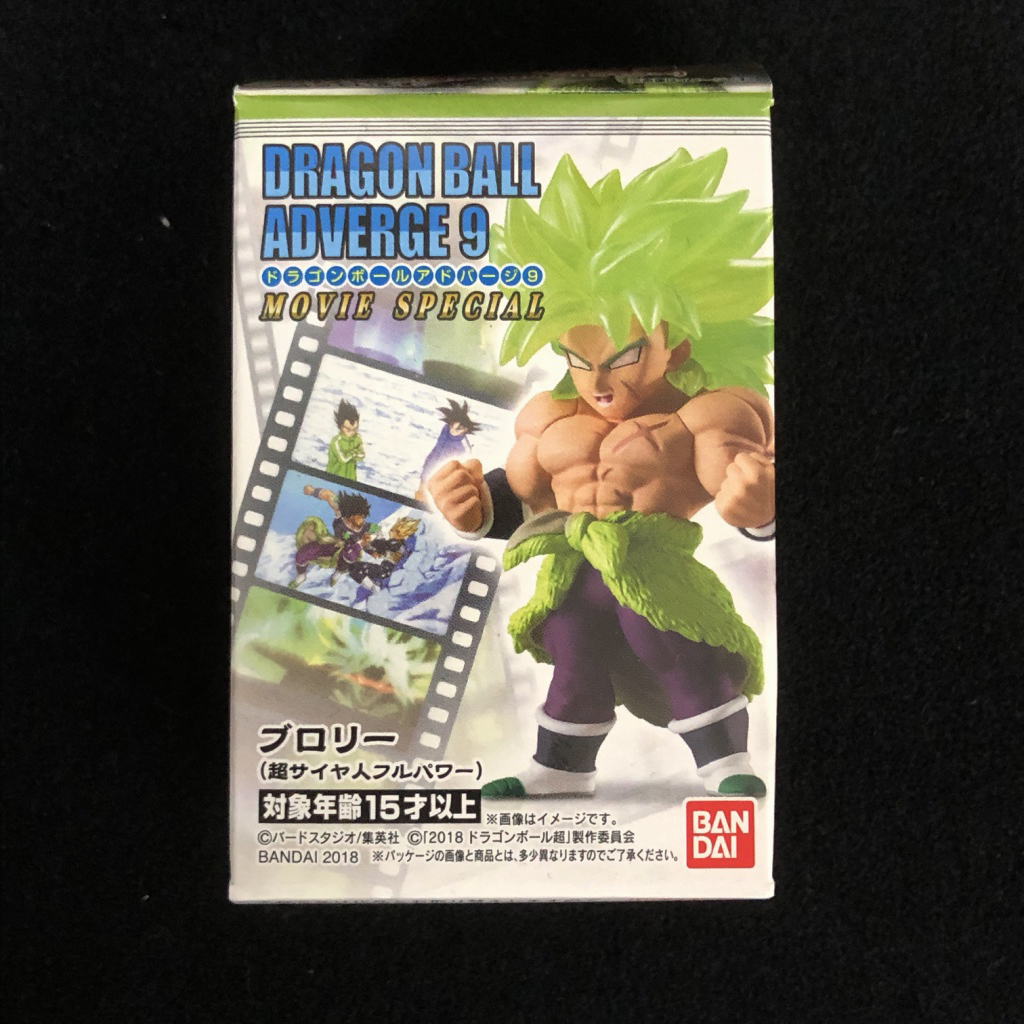 DRAGON BALL
ADVERGE 9
ドラゴンボールアドバージ9
MOVIE SPECIAL
ブロリー
(超サイヤ人フルパワー)
対象年齢15才以上
※画像はイメージです。
©バードスタジオ/集英社 ©「2018 ドラゴンボール超」製作委員会
BANDAI 2018 ※パッケージの画像と商品とは、多少異なりますのでご了承ください。
BAN
DAI